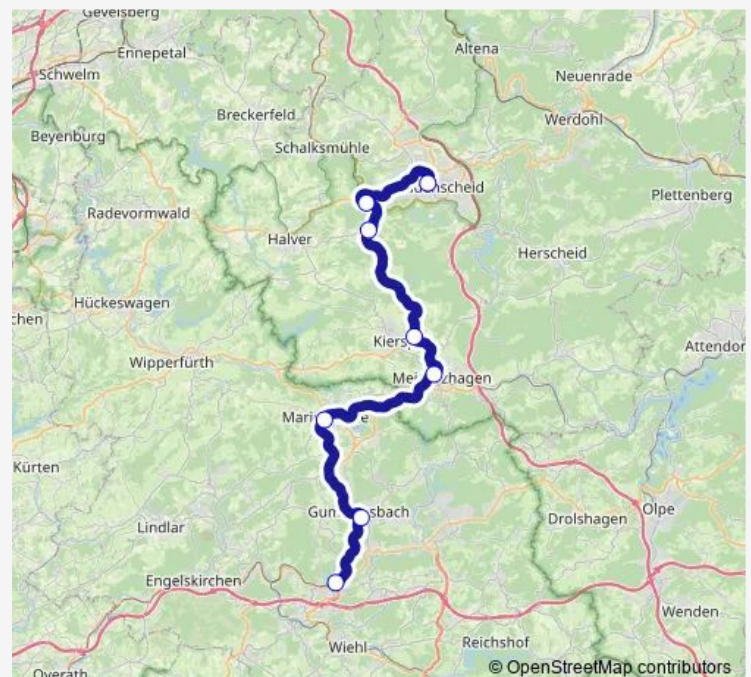 Gevelsberg
Ennepetal
Altena
Schwelm
Neuenrade
Breckerfeld
Werdohl
Beyenburg
Schalksmühle
Plettenberg
Radevormwald
Halver
Herscheid
Hückeswagen
Wipperfürth
Kürten
Lindlar
Drolshagen
Olpe
Engelskirchen
Wenden
Wiehl
Reichshof
Overath
© OpenStreetMap contributors